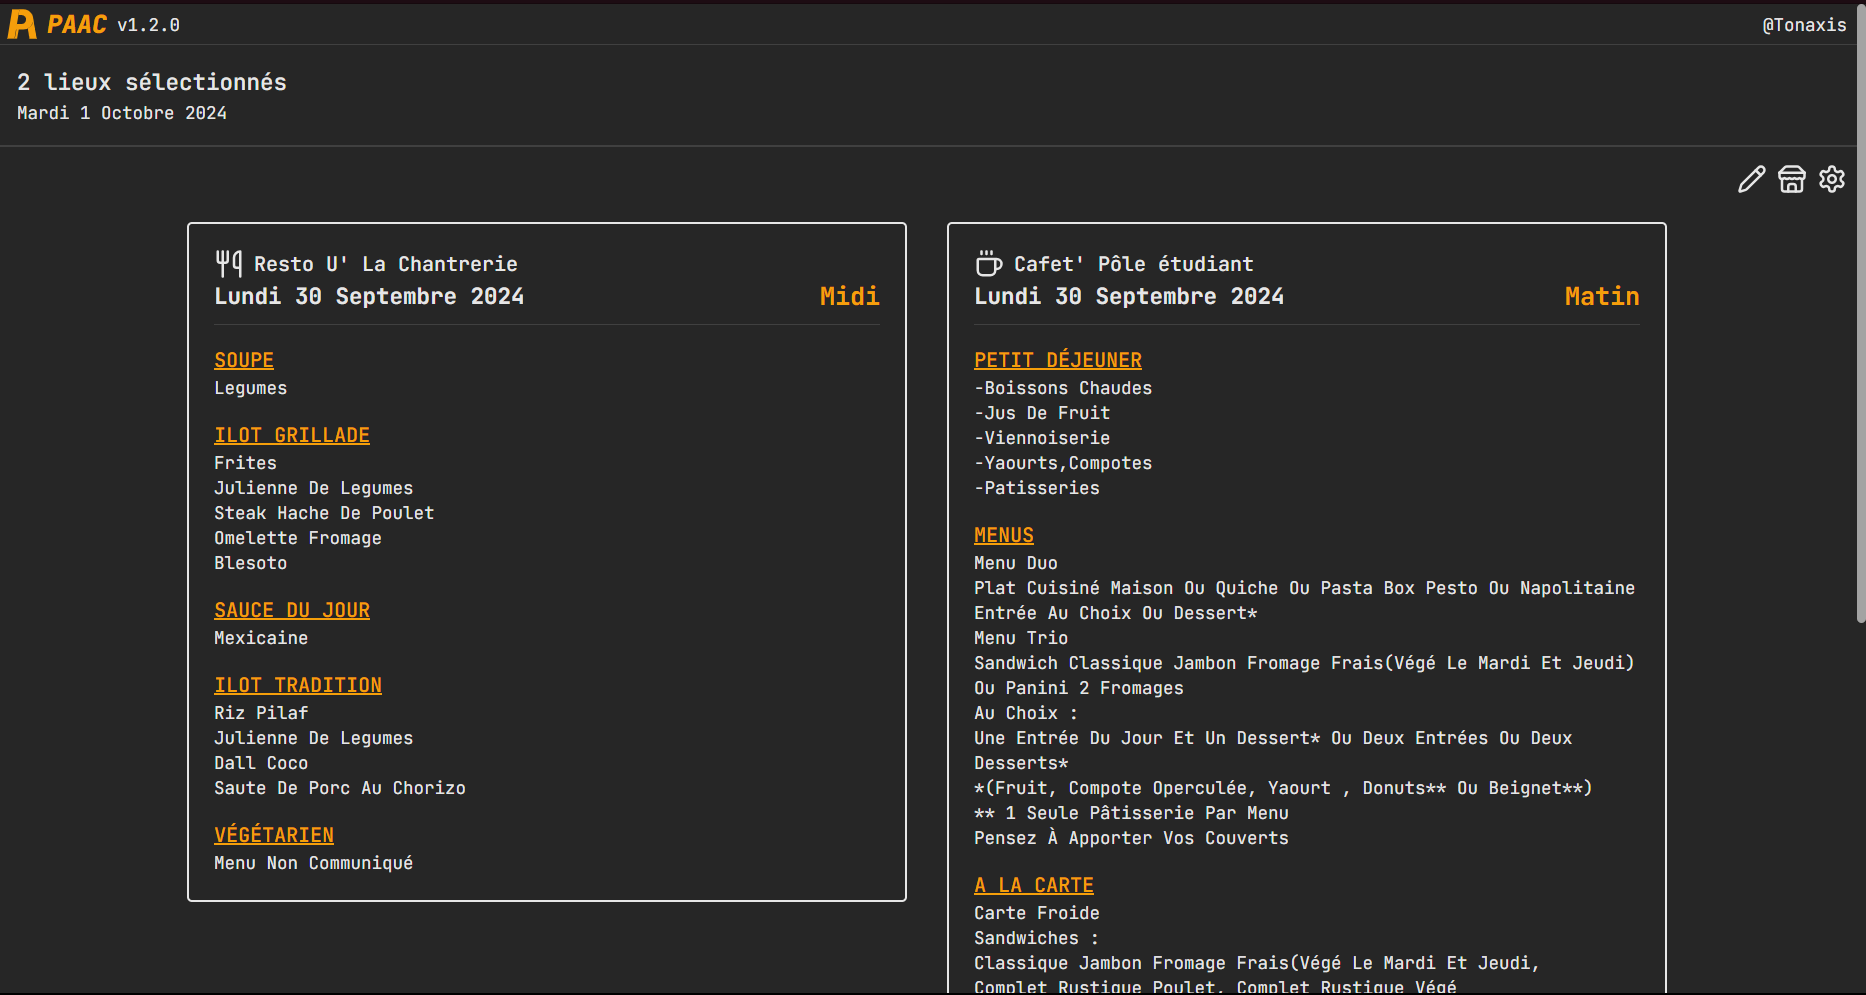 PAAC v1.2.0
@Tonaxis
2 lieux sélectionnés
Mardi 1 Octobre 2024
Resto U' La Chantrerie
Lundi 30 Septembre 2024
Midi
SOUPE
Legumes
ILOT GRILLADE
Frites
Julienne De Legumes
Steak Hache De Poulet
Omelette Fromage
Blesoto
SAUCE DU JOUR
Mexicaine
ILOT TRADITION
Riz Pilaf
Julienne De Legumes
Dall Coco
Saute De Porc Au Chorizo
VÉGÉTARIEN
Menu Non Communiqué
Cafet' Pôle étudiant
Lundi 30 Septembre 2024
Matin
PETIT DÉJEUNER
-Boissons Chaudes
-Jus De Fruit
-Viennoiserie
-Yaourts,Compotes
-Patisseries
MENUS
Menu Duo
Plat Cuisiné Maison Ou Quiche Ou Pasta Box Pesto Ou Napolitaine
Entrée Au Choix Ou Dessert*
Menu Trio
Sandwich Classique Jambon Fromage Frais(Végé Le Mardi Et Jeudi)
Ou Panini 2 Fromages
Au Choix :
Une Entrée Du Jour Et Un Dessert* Ou Deux Entrées Ou Deux
Desserts*
*(Fruit, Compote Operculée, Yaourt , Donuts** Ou Beignet**)
** 1 Seule Pâtisserie Par Menu
Pensez À Apporter Vos Couverts
A LA CARTE
Carte Froide
Sandwiches :
Classique Jambon Fromage Frais(Végé Le Mardi Et Jeudi,
Complet Rustique Poulet, Complet Rustique Végé